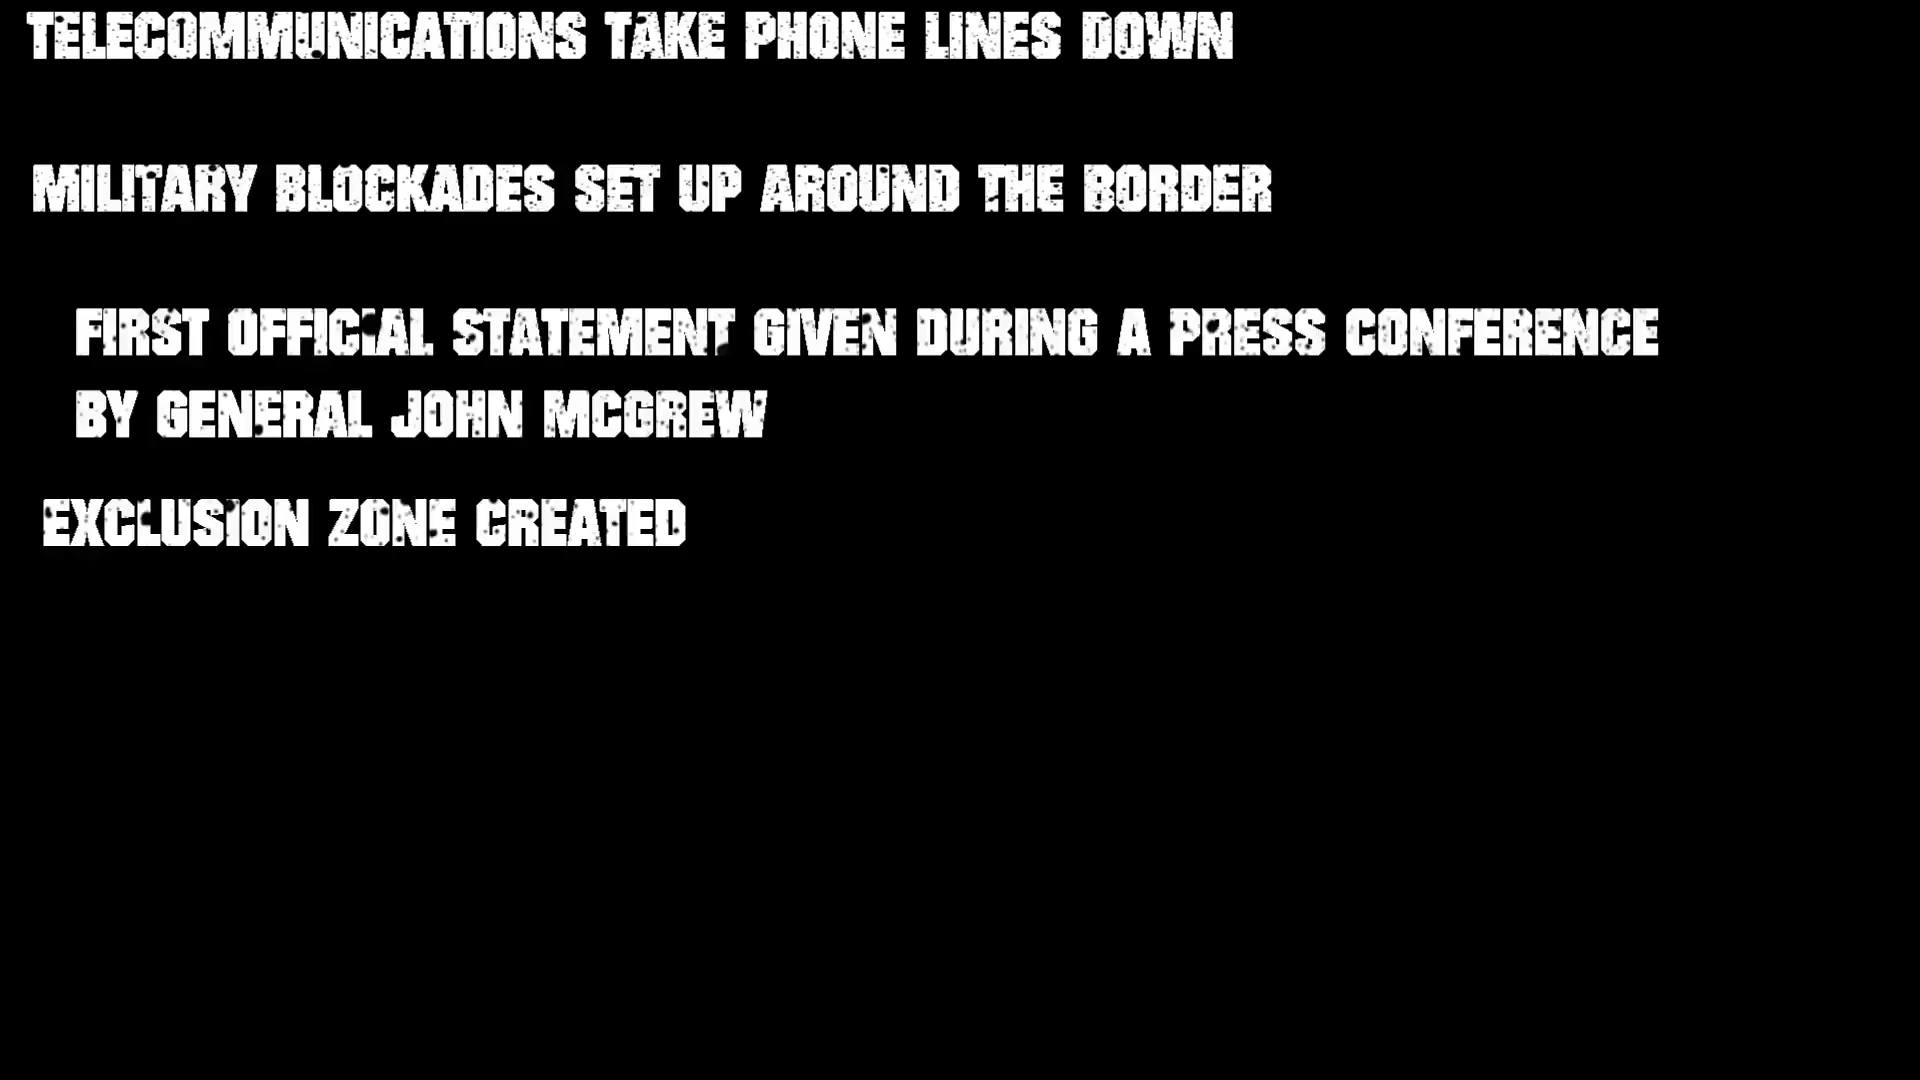 TELECOMMUNICATIONS TAKE PHONE LINES DOWN
MILITARY BLOCKADES SET UP AROUND THE BORDER
FIRST OFFICIAL STATEMENT GIVEN DURING A PRESS CONFERENCE
BY GENERAL JOHN MCGREW
EXCLUSION ZONE CREATED